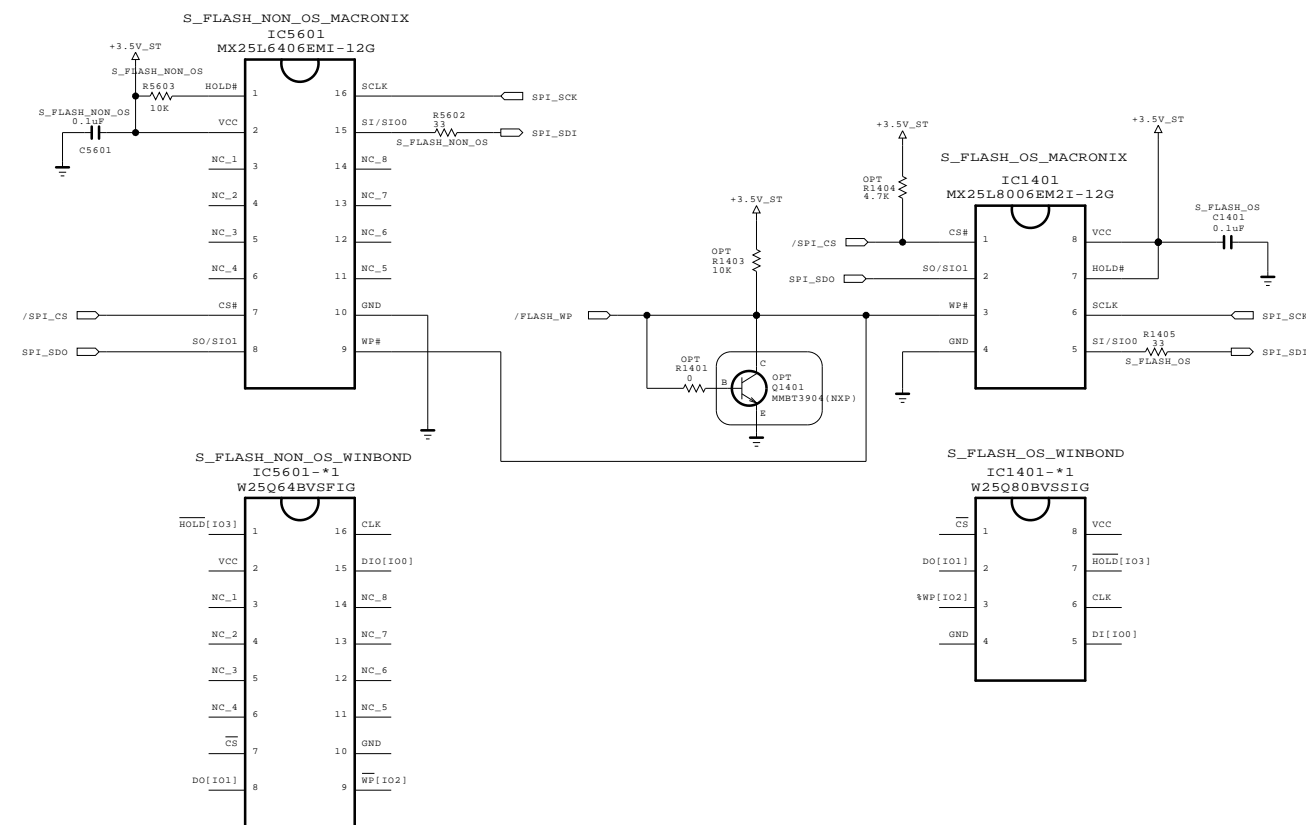 S_FLASH_NON_OS_MACRONIX
IC5601
MX25L6406EMI-12G
+3.5V_ST
S_FLASH_NON_OS
R5603
10K
S_FLASH_NON_OS
0.1uF
C5601
HOLD#
1
VCC
2
NC_1
3
NC_2
4
NC_3
5
NC_4
6
CS#
7
SO/SIO1
8
/SPI_CS
SPI_SDO
16
SCLK
SPI_SCK
15
SI/SIO0
R5602
33
S_FLASH_NON_OS
SPI_SDI
14
NC_8
13
NC_7
12
NC_6
11
NC_5
10
GND
9
WP#
+3.5V_ST
OPT
R1403
10K
/FLASH_WP
OPT
R1401
0
B
C
E
OPT
Q1401
MMBT3904(NXP)
+3.5V_ST
OPT
R1404
4.7K
/SPI_CS
SPI_SDO
S_FLASH_OS_MACRONIX
IC1401
MX25L8006EM2I-12G
+3.5V_ST
S_FLASH_OS
C1401
0.1uF
CS#
1
SO/SIO1
2
WP#
3
GND
4
8
VCC
7
HOLD#
6
SCLK
SPI_SCK
5
SI/SIO0
R1405
33
S_FLASH_OS
SPI_SDI
S_FLASH_NON_OS_WINBOND
IC5601-*1
W25Q64BVSFIG
HOLD[IO3]
1
VCC
2
NC_1
3
NC_2
4
NC_3
5
NC_4
6
CS
7
DO[IO1]
8
16
CLK
15
DIO[IO0]
14
NC_8
13
NC_7
12
NC_6
11
NC_5
10
GND
9
WP[IO2]
S_FLASH_OS_WINBOND
IC1401-*1
W25Q80BVSSIG
CS
1
DO[IO1]
2
%WP[IO2]
3
GND
4
8
VCC
7
HOLD[IO3]
6
CLK
5
DI[IO0]